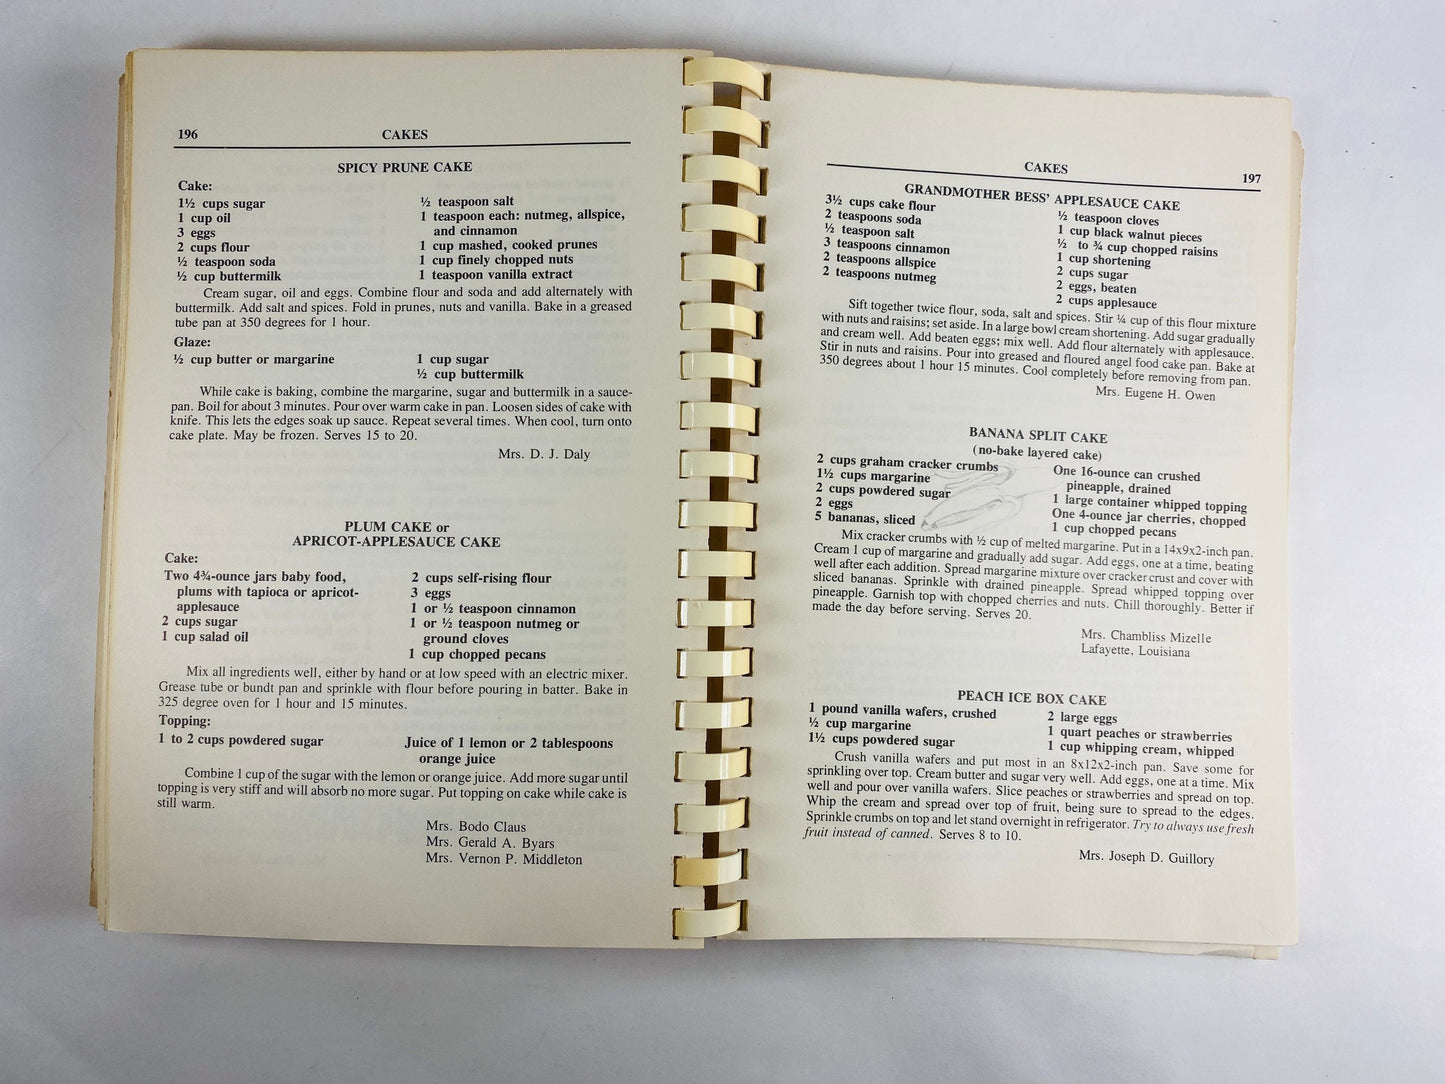 196 CAKES
SPICY PRUNE CAKE
Cake:
1½ cups sugar
1 cup oil
3 eggs
2 cups flour
½ teaspoon soda
½ cup buttermilk
½ teaspoon salt
1 teaspoon each: nutmeg, allspice,
and cinnamon
1 cup mashed, cooked prunes
1 cup finely chopped nuts
1 teaspoon vanilla extract
Cream sugar, oil and eggs. Combine flour and soda and add alternately with
buttermilk. Add salt and spices. Fold in prunes, nuts and vanilla. Bake in a greased
tube pan at 350 degrees for 1 hour.
Glaze:
½ cup butter or margarine
1 cup sugar
½ cup buttermilk
While cake is baking, combine the margarine, sugar and buttermilk in a sauce-
pan. Boil for about 3 minutes. Pour over warm cake in pan. Loosen sides of cake with
knife. This lets the edges soak up sauce. Repeat several times. When cool, turn onto
cake plate. May be frozen. Serves 15 to 20.
Mrs. D. J. Daly
PLUM CAKE or
APRICOT-APPLESAUCE CAKE
Cake:
Two 4¾-ounce jars baby food,
plums with tapioca or apricot-
applesauce
2 cups sugar
1 cup salad oil
2 cups self-rising flour
3 eggs
1 or ½ teaspoon cinnamon
1 or ½ teaspoon nutmeg or
ground cloves
1 cup chopped pecans
Mix all ingredients well, either by hand or at low speed with an electric mixer.
Grease tube or bundt pan and sprinkle with flour before pouring in batter. Bake in
325 degree oven for 1 hour and 15 minutes.
Topping:
1 to 2 cups powdered sugar
Juice of 1 lemon or 2 tablespoons
orange juice
Combine 1 cup of the sugar with the lemon or orange juice. Add more sugar until
topping is very stiff and will absorb no more sugar. Put topping on cake while cake is
still warm.
Mrs. Bodo Claus
Mrs. Gerald A. Byars
Mrs. Vernon P. Middleton
CAKES 197
GRANDMOTHER BESS' APPLESAUCE CAKE
3½ cups cake flour
2 teaspoons soda
½ teaspoon salt
3 teaspoons cinnamon
2 teaspoons allspice
2 teaspoons nutmeg
½ teaspoon cloves
1 cup black walnut pieces
½ to ¾ cup chopped raisins
1 cup shortening
2 cups sugar
2 eggs, beaten
2 cups applesauce
Sift together twice flour, soda, salt and spices. Stir ¼ cup of this flour mixture
with nuts and raisins; set aside. In a large bowl cream shortening. Add sugar gradually
and cream well. Add beaten eggs; mix well. Add flour alternately with applesauce.
Stir in nuts and raisins. Pour into greased and floured angel food cake pan. Bake at
350 degrees about 1 hour 15 minutes. Cool completely before removing from pan.
Mrs. Eugene H. Owen
BANANA SPLIT CAKE
(no-bake layered cake)
2 cups graham cracker crumbs
1½ cups margarine
2 cups powdered sugar
2 eggs
5 bananas, sliced
One 16-ounce can crushed
pineapple, drained
1 large container whipped topping
One 4-ounce jar cherries, chopped
1 cup chopped pecans
Mix cracker crumbs with ½ cup of melted margarine. Put in a 14x9x2-inch pan.
Cream 1 cup of margarine and gradually add sugar. Add eggs, one at a time, beating
well after each addition. Spread margarine mixture over cracker crust and cover with
sliced bananas. Sprinkle with drained pineapple. Spread whipped topping over
pineapple. Garnish top with chopped cherries and nuts. Chill thoroughly. Better if
made the day before serving. Serves 20.
Mrs. Chambliss Mizelle
Lafayette, Louisiana
PEACH ICE BOX CAKE
1 pound vanilla wafers, crushed
½ cup margarine
1½ cups powdered sugar
2 large eggs
1 quart peaches or strawberries
1 cup whipping cream, whipped
Crush vanilla wafers and put most in an 8x12x2-inch pan. Save some for
sprinkling over top. Cream butter and sugar very well. Add eggs, one at a time. Mix
well and pour over vanilla wafers. Slice peaches or strawberries and spread on top.
Whip the cream and spread over top of fruit, being sure to spread to the edges.
Sprinkle crumbs on top and let stand overnight in refrigerator. Try to always use fresh
fruit instead of canned. Serves 8 to 10.
Mrs. Joseph D. Guillory